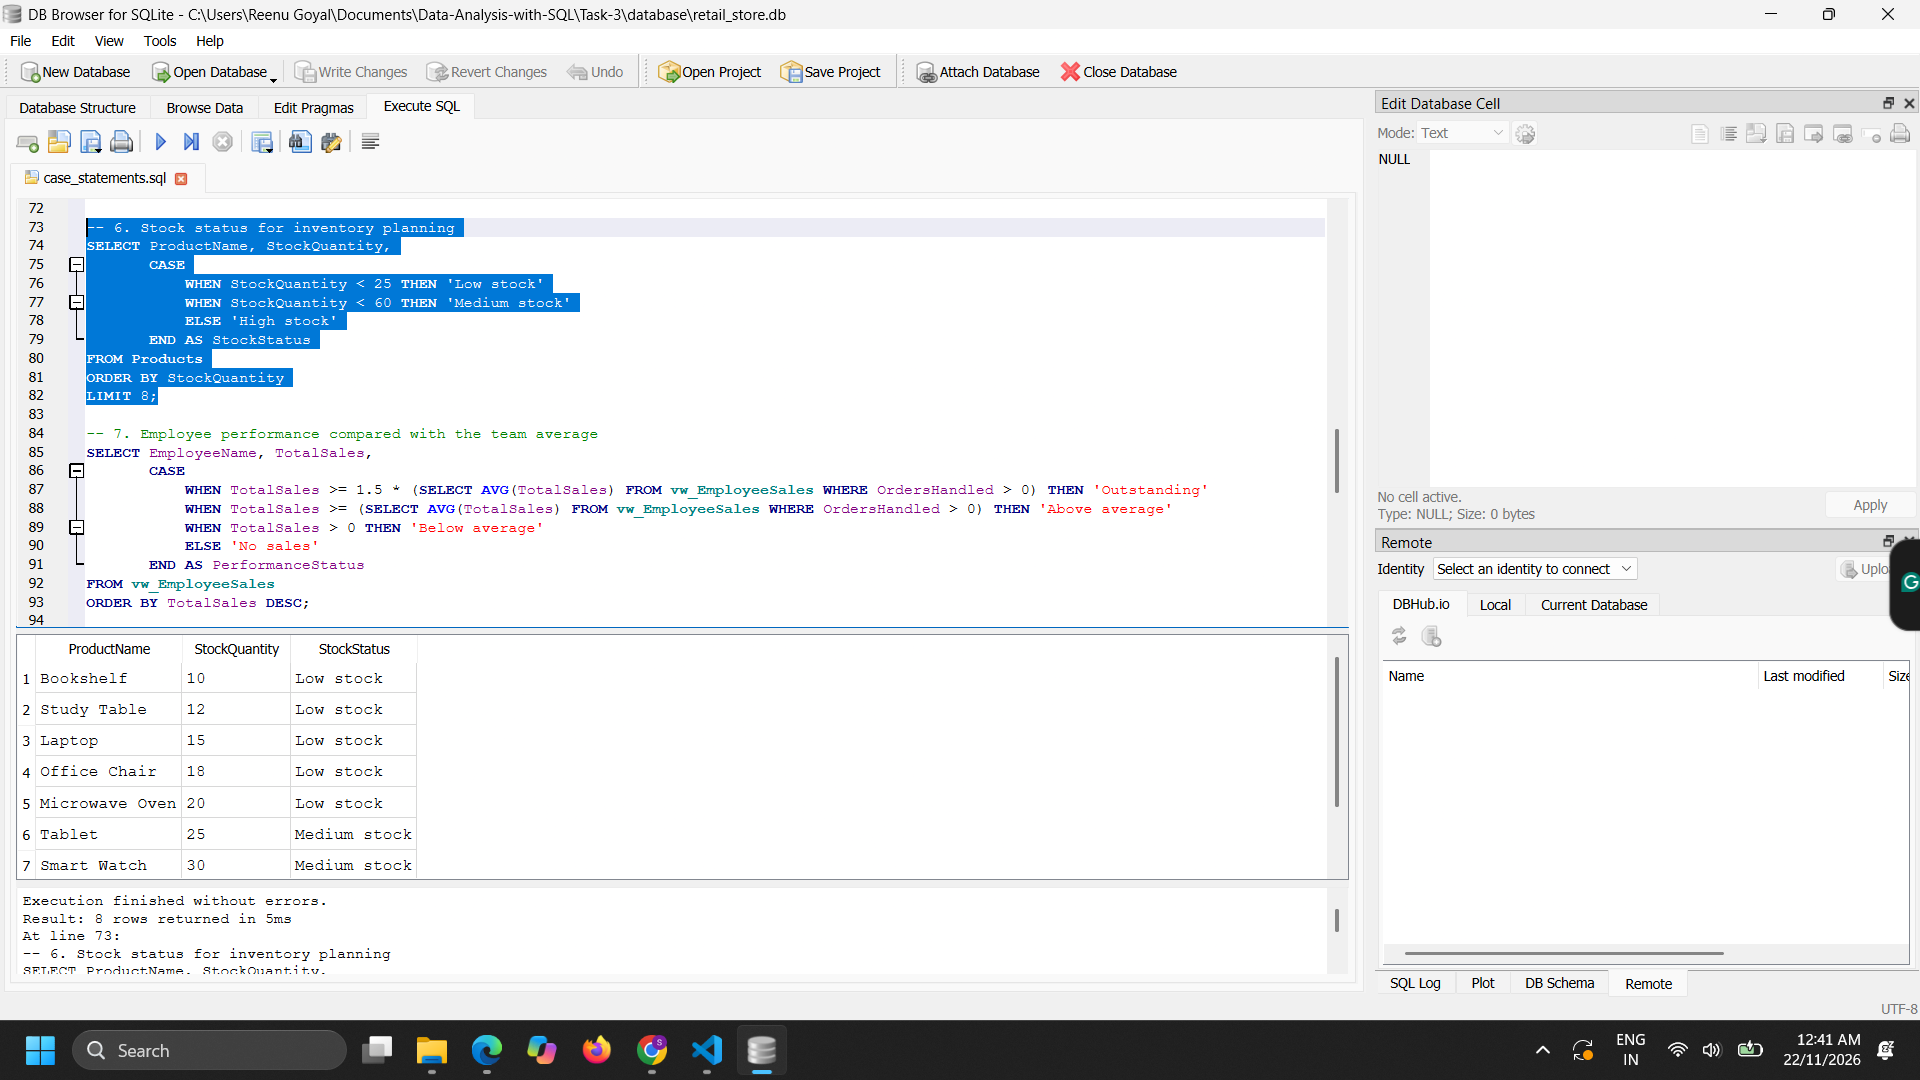 DB Browser for SQLite - C:\Users\Reenu Goyal\Documents\Data-Analysis-with-SQL\Task-3\database\retail_store.db
File Edit View Tools Help
New Database Open Database Write Changes Revert Changes Undo Open Project Save Project Attach Database Close Database
Database Structure Browse Data Edit Pragmas Execute SQL
case_statements.sql
72
73 -- 6. Stock status for inventory planning
74 SELECT ProductName, StockQuantity,
75 CASE
76 WHEN StockQuantity < 25 THEN 'Low stock'
77 WHEN StockQuantity < 60 THEN 'Medium stock'
78 ELSE 'High stock'
79 END AS StockStatus
80 FROM Products
81 ORDER BY StockQuantity
82 LIMIT 8;
83
84 -- 7. Employee performance compared with the team average
85 SELECT EmployeeName, TotalSales,
86 CASE
87 WHEN TotalSales >= 1.5 * (SELECT AVG(TotalSales) FROM vw_EmployeeSales WHERE OrdersHandled > 0) THEN 'Outstanding'
88 WHEN TotalSales >= (SELECT AVG(TotalSales) FROM vw_EmployeeSales WHERE OrdersHandled > 0) THEN 'Above average'
89 WHEN TotalSales > 0 THEN 'Below average'
90 ELSE 'No sales'
91 END AS PerformanceStatus
92 FROM vw_EmployeeSales
93 ORDER BY TotalSales DESC;
94
ProductName StockQuantity StockStatus
1 Bookshelf 10 Low stock
2 Study Table 12 Low stock
3 Laptop 15 Low stock
4 Office Chair 18 Low stock
5 Microwave Oven 20 Low stock
6 Tablet 25 Medium stock
7 Smart Watch 30 Medium stock
Execution finished without errors.
Result: 8 rows returned in 5ms
At line 73:
-- 6. Stock status for inventory planning
SELECT ProductName, StockQuantity,
Edit Database Cell
Mode: Text
NULL
No cell active.
Type: NULL; Size: 0 bytes
Apply
Remote
Identity Select an identity to connect Uplo
DBHub.io Local Current Database
Name Last modified Size
SQL Log Plot DB Schema Remote
UTF-8
Search
ENG
IN
12:41 AM
22/11/2026